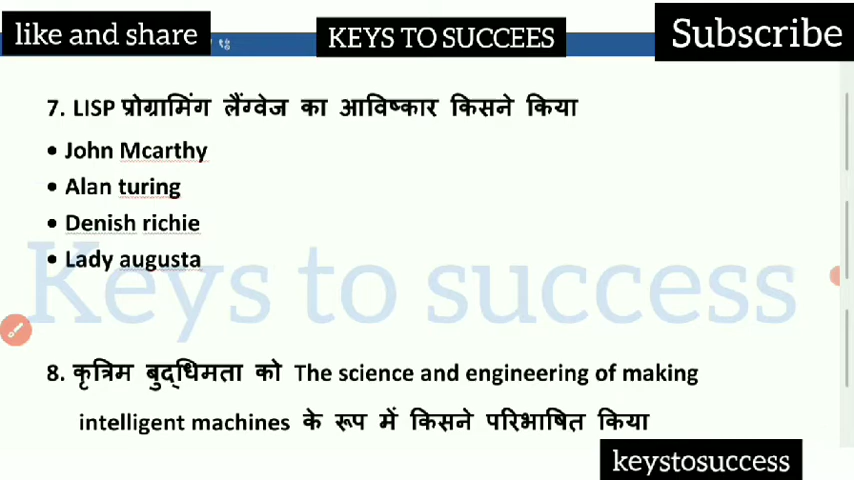 like and share
KEYS TO SUCCEES
Subscribe
7. LISP प्रोग्रामिंग लैंग्वेज का आविष्कार किसने किया
• John Mcarthy
• Alan turing
• Denish richie
• Lady augusta
Keys to success
8. कृत्रिम बुद्धिमता को The science and engineering of making
intelligent machines के रूप में किसने परिभाषित किया
keystosuccess